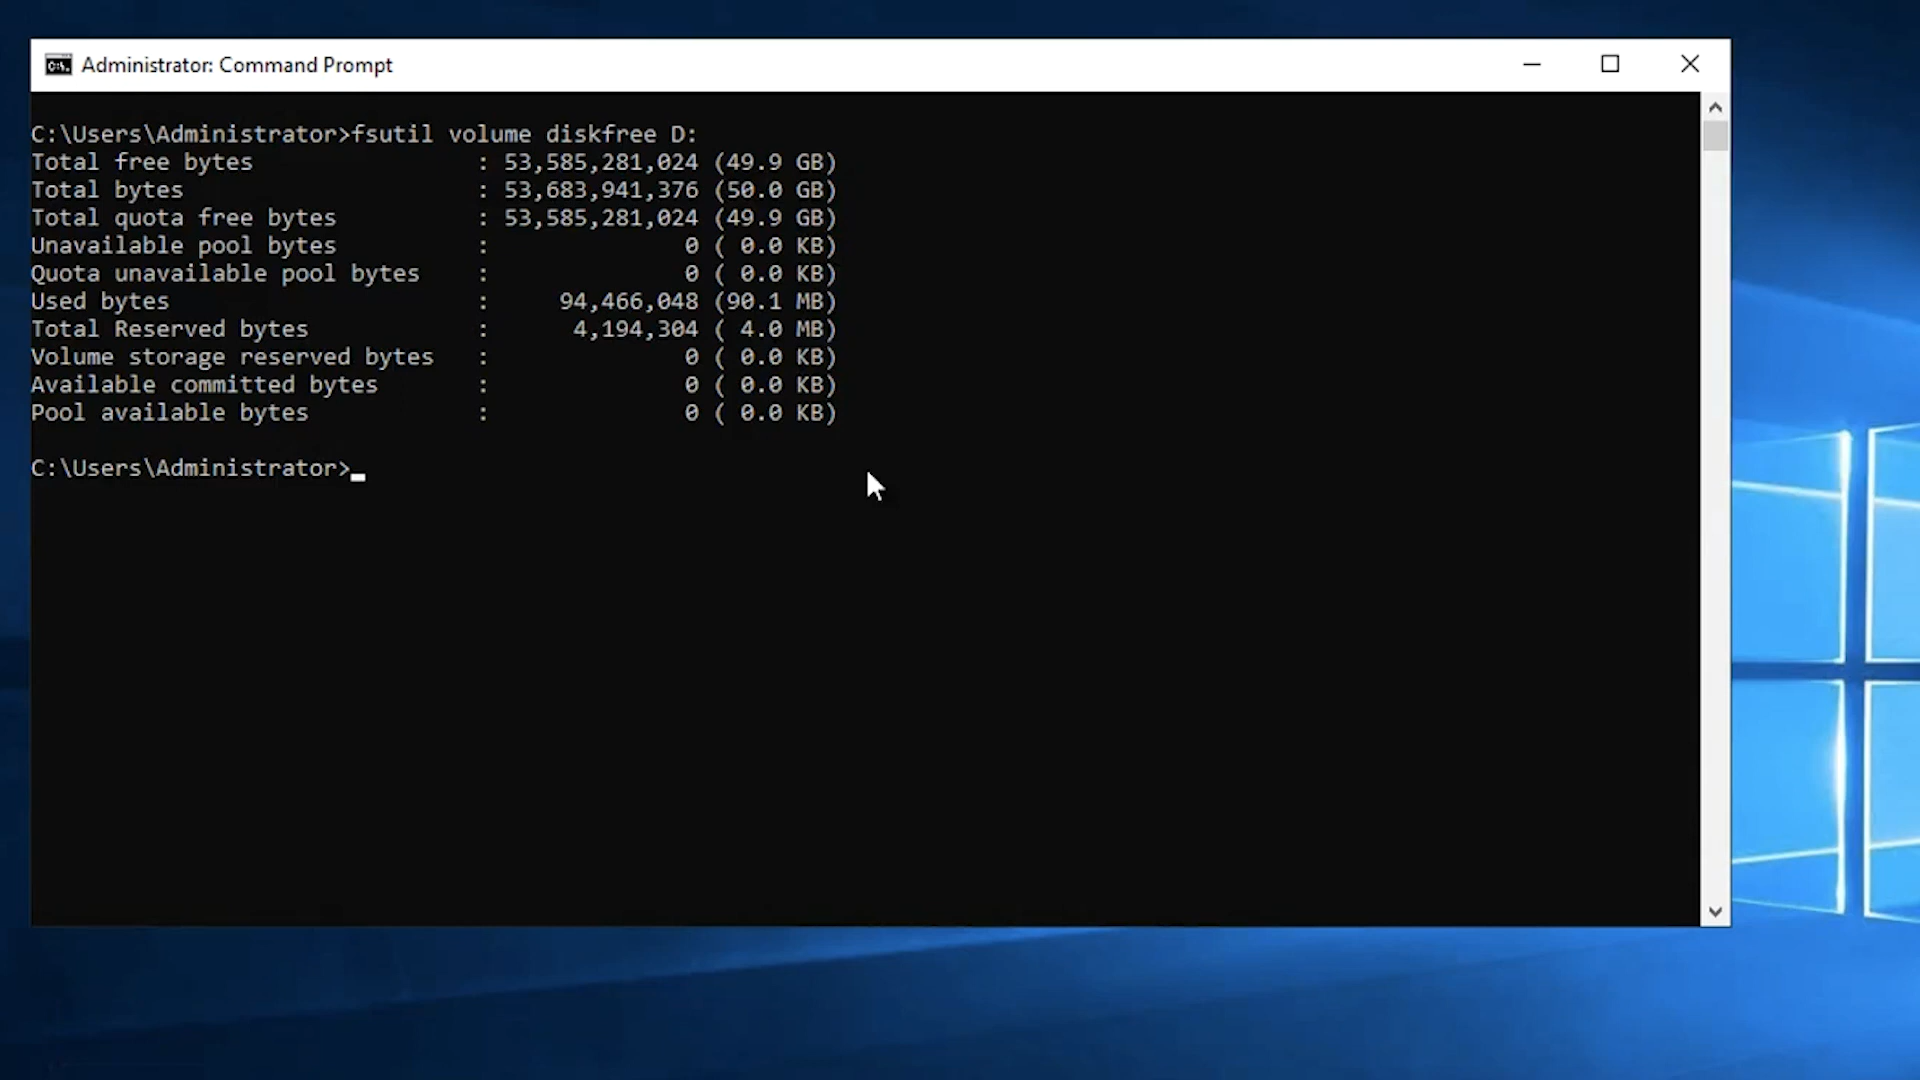 Administrator: Command Prompt
C:\Users\Administrator>fsutil volume diskfree D:
Total free bytes                : 53,585,281,024 (49.9 GB)
Total bytes                     : 53,683,941,376 (50.0 GB)
Total quota free bytes          : 53,585,281,024 (49.9 GB)
Unavailable pool bytes          :              0 ( 0.0 KB)
Quota unavailable pool bytes    :              0 ( 0.0 KB)
Used bytes                      :     94,466,048 (90.1 MB)
Total Reserved bytes            :      4,194,304 ( 4.0 MB)
Volume storage reserved bytes   :              0 ( 0.0 KB)
Available committed bytes       :              0 ( 0.0 KB)
Pool available bytes            :              0 ( 0.0 KB)
C:\Users\Administrator>